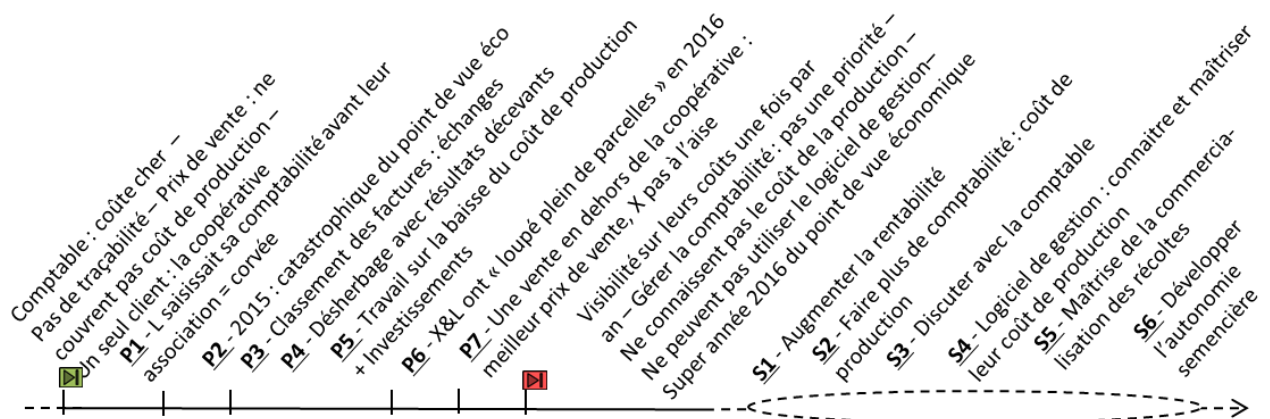 Comptable : coûte cher –
Pas de traçabilité – Prix de vente : ne
couvrent pas coût de production –
Un seul client : la coopérative
P1 - L saisissait sa comptabilité avant leur
association = corvée
P2 - 2015 : catastrophique du point de vue éco
P3 - Classement des factures : échanges
P4 - Désherbage avec résultats décevants
P5 - Travail sur la baisse du coût de production
+ Investissements
P6 - X&L ont « loupé plein de parcelles » en 2016
P7 - Une vente en dehors de la coopérative :
meilleur prix de vente, X pas à l’aise
Visibilité sur leurs coûts une fois par
an – Gérer la comptabilité : pas une priorité –
Ne connaissent pas le coût de la production –
Ne peuvent pas utiliser le logiciel de gestion–
Super année 2016 du point de vue économique
S1 - Augmenter la rentabilité
S2 - Faire plus de comptabilité : coût de
production
S3 - Discuter avec la comptable
S4 - Logiciel de gestion : connaitre et maîtriser
leur coût de production
S5 - Maîtrise de la commercia-
lisation des récoltes
S6 - Développer
l’autonomie
semencière